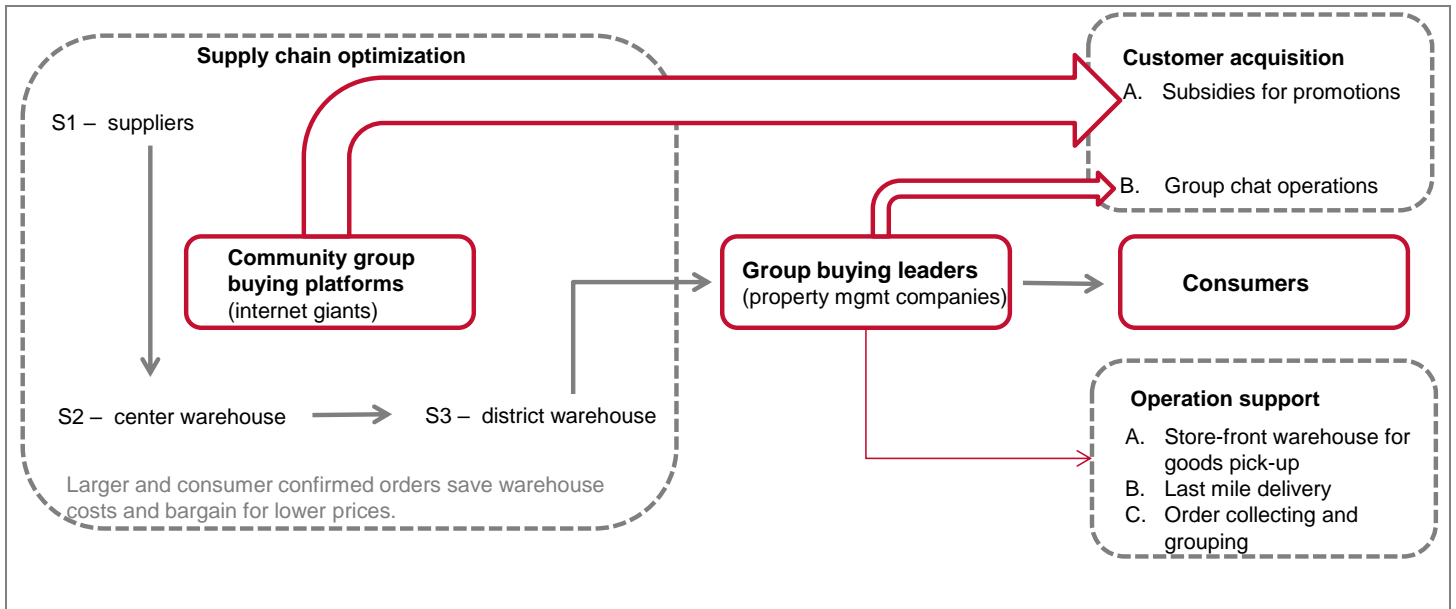 Supply chain optimization
S1 – suppliers
Community group
buying platforms
(internet giants)
S2 – center warehouse
S3 – district warehouse
Larger and consumer confirmed orders save warehouse
costs and bargain for lower prices.
Group buying leaders
(property mgmt companies)
Customer acquisition
A. Subsidies for promotions
B. Group chat operations
Consumers
Operation support
A. Store-front warehouse for
goods pick-up
B. Last mile delivery
C. Order collecting and
grouping